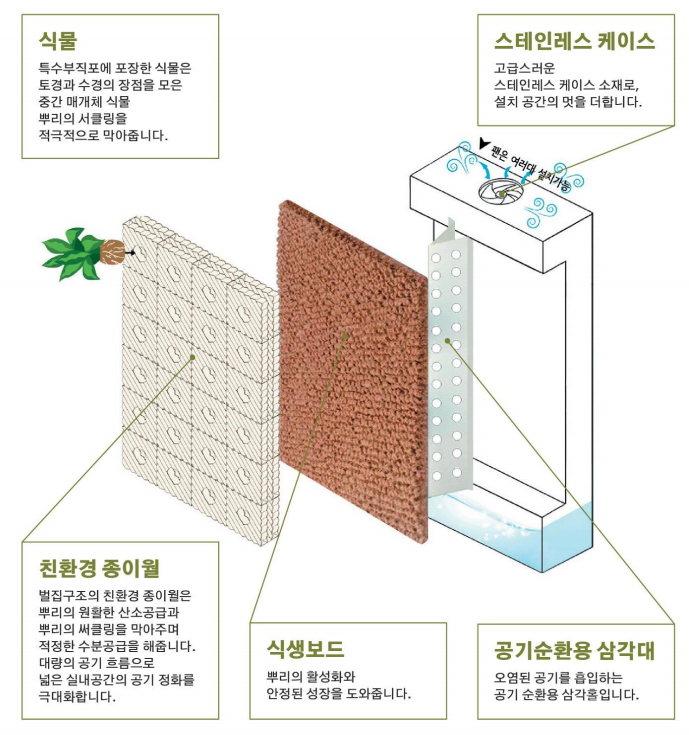 식물
특수부직포에 포장한 식물은
토경과 수경의 장점을 모은
중간 매개체 식물
뿌리의 서클링을
적극적으로 막아줍니다.
스테인레스 케이스
고급스러운
스테인레스 케이스 소재로,
설치 공간의 멋을 더합니다.
팬은 여러대 설치가능
친환경 종이월
벌집구조의 친환경 종이월은
뿌리의 원활한 산소공급과
뿌리의 써클링을 막아주며
적정한 수분공급을 해줍니다.
대량의 공기 흐름으로
넓은 실내공간의 공기 정화를
극대화합니다.
식생보드
뿌리의 활성화와
안정된 성장을 도와줍니다.
공기순환용 삼각대
오염된 공기를 흡입하는
공기 순환용 삼각홀입니다.